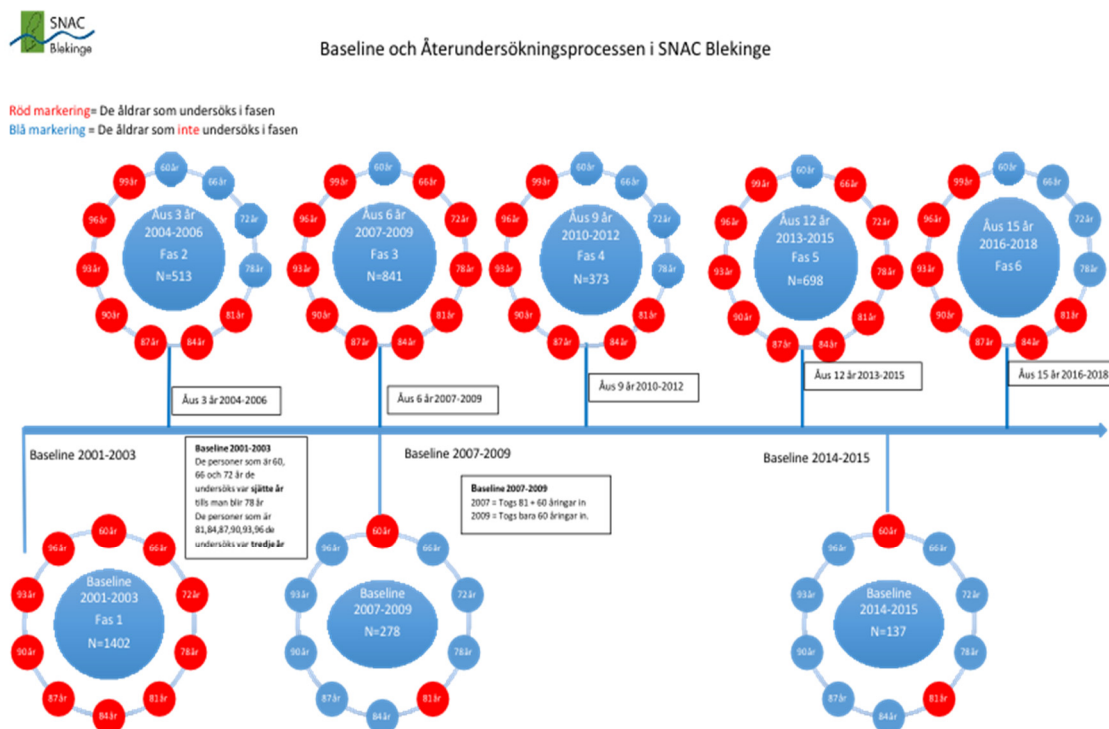 SNAC
Blekinge
Baseline och Återundersökningsprocessen i SNAC Blekinge
Röd markering= De åldrar som undersöks i fasen
Blå markering = De åldrar som inte undersöks i fasen
60år
66år
72år
78år
81år
84år
87år
90år
93år
96år
99år
Åus 3 år
2004-2006
Fas 2
N=513
60år
66år
72år
78år
81år
84år
87år
90år
93år
96år
99år
Åus 6 år
2007-2009
Fas 3
N=841
60år
66år
72år
78år
81år
84år
87år
90år
93år
96år
99år
Åus 9 år
2010-2012
Fas 4
N=373
60år
66år
72år
78år
81år
84år
87år
90år
93år
96år
99år
Åus 12 år
2013-2015
Fas 5
N=698
60år
66år
72år
78år
81år
84år
87år
90år
93år
96år
99år
Åus 15 år
2016-2018
Fas 6
Åus 3 år 2004-2006
Åus 6 år 2007-2009
Åus 9 år 2010-2012
Åus 12 år 2013-2015
Åus 15 år 2016-2018
Baseline 2001-2003
Baseline 2001-2003
De personer som är 60,
66 och 72 år de
undersöks var sjätte år
tills man blir 78 år
De personer som är
81,84,87,90,93,96 de
undersöks var tredje år
Baseline 2007-2009
Baseline 2007-2009
2007 = Togs 81 + 60 åringar in
2009 = Togs bara 60 åringar in.
Baseline 2014-2015
60år
66år
72år
78år
81år
84år
87år
90år
93år
96år
Baseline
2001-2003
Fas 1
N=1402
60år
66år
72år
78år
81år
84år
87år
90år
93år
96år
Baseline
2007-2009
N=278
60år
66år
72år
78år
81år
84år
87år
90år
93år
96år
Baseline
2014-2015
N=137